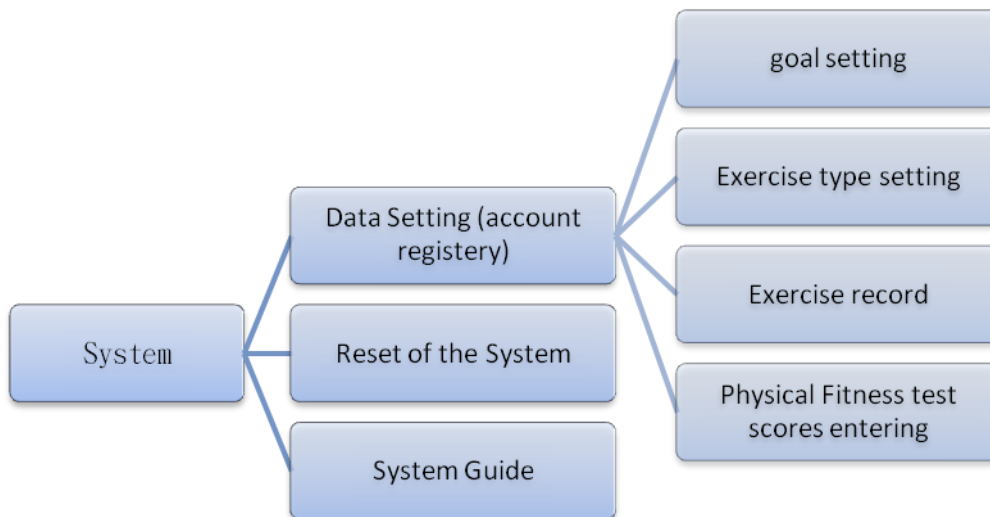 System
Data Setting (account
registery)
Reset of the System
System Guide
goal setting
Exercise type setting
Exercise record
Physical Fitness test
scores entering